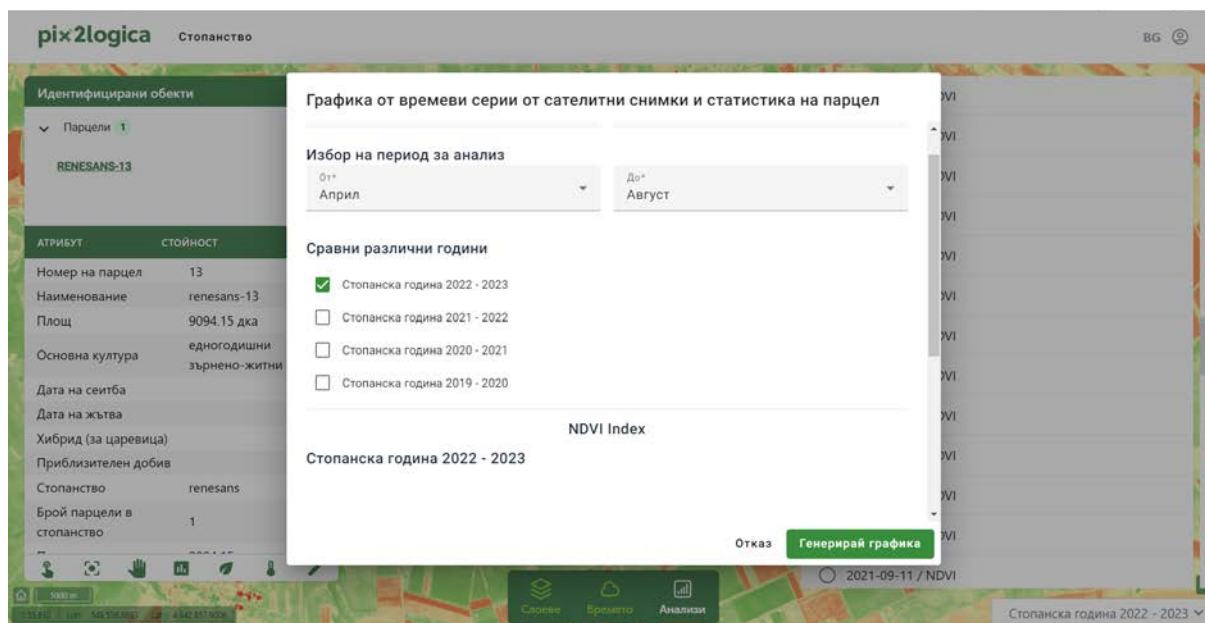 pix2logica
Стопанство
BG
Идентифицирани обекти
Парцели 1
RENESANS-13
АТРИБУТ СТОЙНОСТ
Номер на парцел 13
Наименование renesans-13
Площ 9094.15 дка
Основна култура едногодишни
зърнено-житни
Дата на сеитба
Дата на жътва
Хибрид (за царевица)
Приблизителен добив
Стопанство renesans
Брой парцели в
стопанство
1
Графика от времеви серии от сателитни снимки и статистика на парцел
Избор на период за анализ
От*
Април
До*
Август
Сравни различни години
Стопанска година 2022 - 2023
Стопанска година 2021 - 2022
Стопанска година 2020 - 2021
Стопанска година 2019 - 2020
NDVI Index
Стопанска година 2022 - 2023
Отказ Генерирай графика
2021-09-11 / NDVI
5000 m
Слоеве Времето Анализи
Стопанска година 2022 - 2023